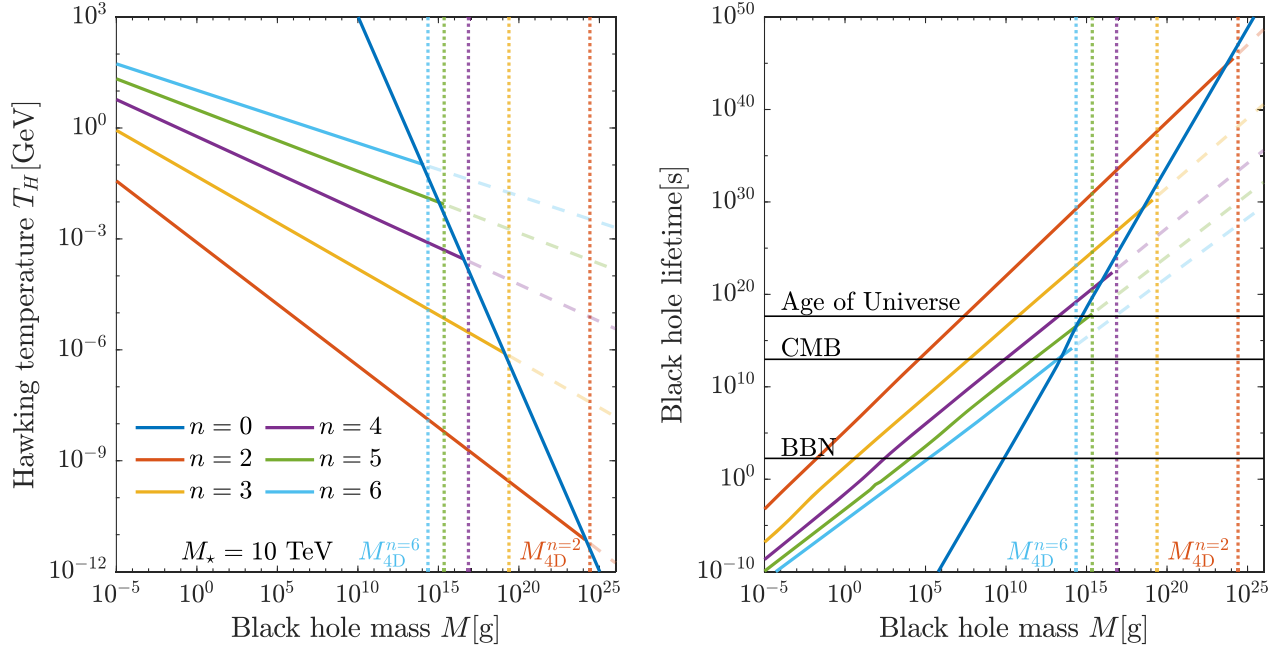 Hawking temperature T_H[GeV]
10^3
10^0
10^−3
10^−6
10^−9
10^−12
n = 0
n = 2
n = 3
n = 4
n = 5
n = 6
M_⋆ = 10 TeV
M_4D^{n=6}
M_4D^{n=2}
10^−5
10^0
10^5
10^10
10^15
10^20
10^25
Black hole mass M[g]
Black hole lifetime[s]
10^50
10^40
10^30
10^20
10^10
10^0
10^−10
Age of Universe
CMB
BBN
M_4D^{n=6}
M_4D^{n=2}
10^−5
10^0
10^5
10^10
10^15
10^20
10^25
Black hole mass M[g]